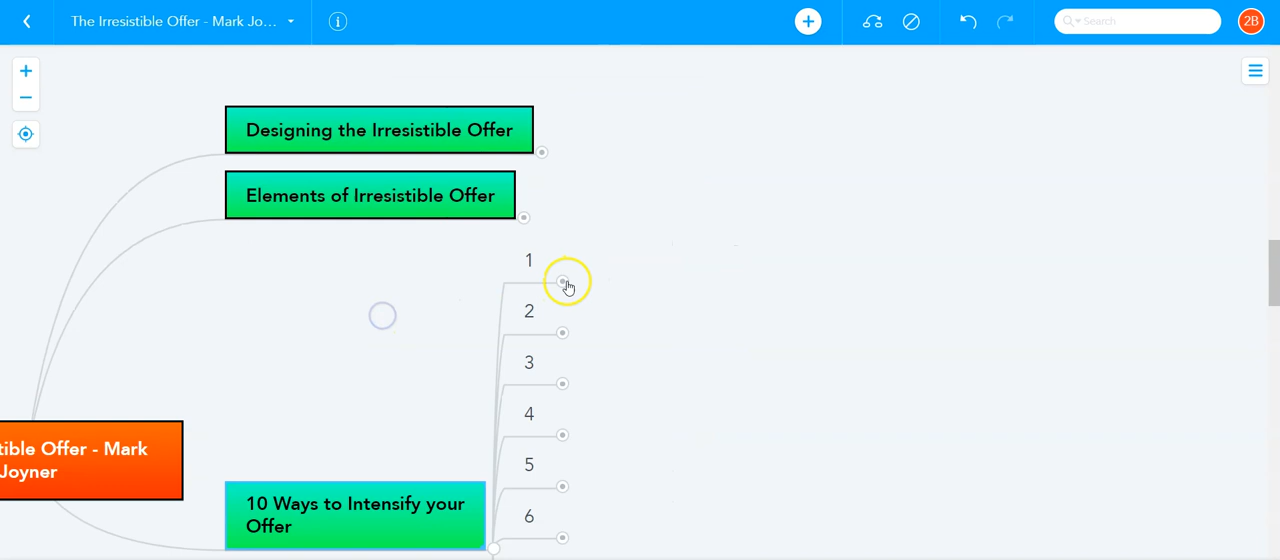 The Irresistible Offer - Mark Jo...
Search
2B
Designing the Irresistible Offer
Elements of Irresistible Offer
1
2
3
4
5
6
tible Offer - Mark
Joyner
10 Ways to Intensify your
Offer